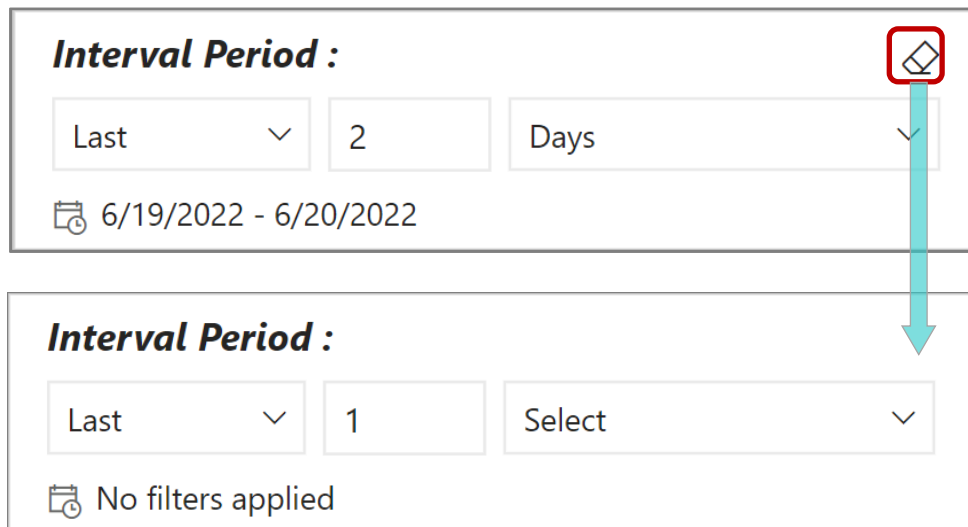 Interval Period :
Last 2 Days
6/19/2022 - 6/20/2022
Interval Period :
Last 1 Select
No filters applied